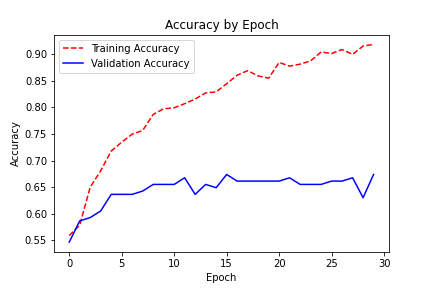 Accuracy by Epoch
Training Accuracy
Validation Accuracy
Accuracy
0.90
0.85
0.80
0.75
0.70
0.65
0.60
0.55
0 5 10 15 20 25 30
Epoch